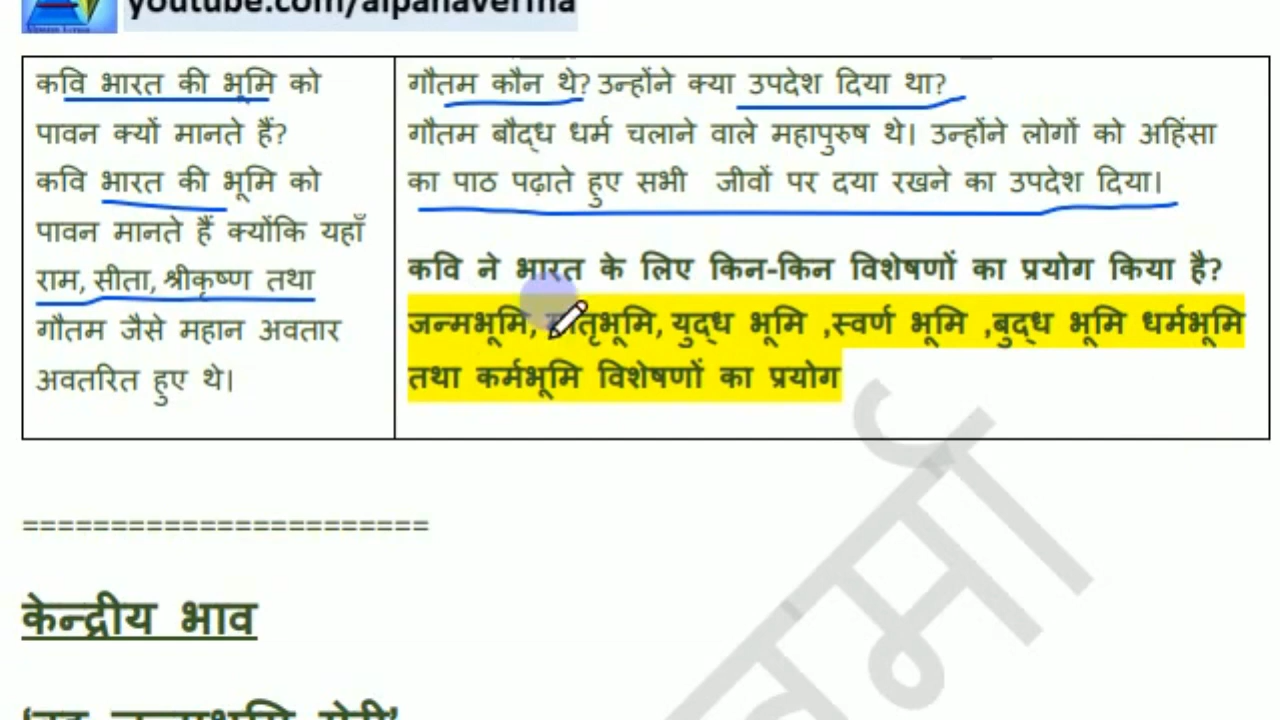 youtube.com/alpanaverma
कवि भारत की भूमि को
पावन क्यों मानते हैं?
कवि भारत की भूमि को
पावन मानते हैं क्योंकि यहाँ
राम, सीता, श्रीकृष्ण तथा
गौतम जैसे महान अवतार
अवतरित हुए थे।
गौतम कौन थे? उन्होंने क्या उपदेश दिया था?
गौतम बौद्ध धर्म चलाने वाले महापुरुष थे। उन्होंने लोगों को अहिंसा
का पाठ पढ़ाते हुए सभी जीवों पर दया रखने का उपदेश दिया।
कवि ने भारत के लिए किन-किन विशेषणों का प्रयोग किया है?
जन्मभूमि, मातृभूमि, युद्ध भूमि ,स्वर्ण भूमि ,बुद्ध भूमि धर्मभूमि
तथा कर्मभूमि विशेषणों का प्रयोग
=======================
केन्द्रीय भाव
वर्मा